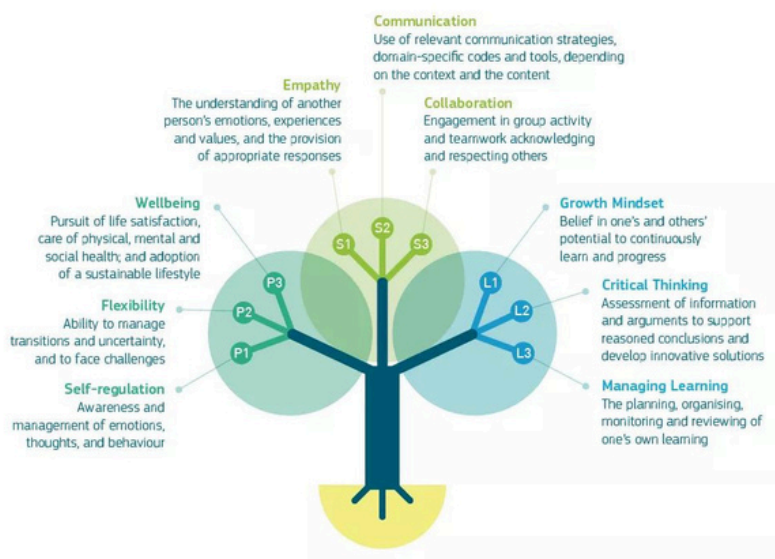 Communication
Use of relevant communication strategies,
domain-specific codes and tools, depending
on the context and the content
Empathy
The understanding of another
person's emotions, experiences
and values, and the provision
of appropriate responses
Collaboration
Engagement in group activity
and teamwork acknowledging
and respecting others
Wellbeing
Pursuit of life satisfaction,
care of physical, mental and
social health; and adoption
of a sustainable lifestyle
Flexibility
Ability to manage
transitions and uncertainty,
and to face challenges
Self-regulation
Awareness and
management of emotions,
thoughts, and behaviour
S1
S2
S3
P3
P2
P1
L1
L2
L3
Growth Mindset
Belief in one's and others'
potential to continuously
learn and progress
Critical Thinking
Assessment of information
and arguments to support
reasoned conclusions and
develop innovative solutions
Managing Learning
The planning, organising,
monitoring and reviewing of
one's own learning